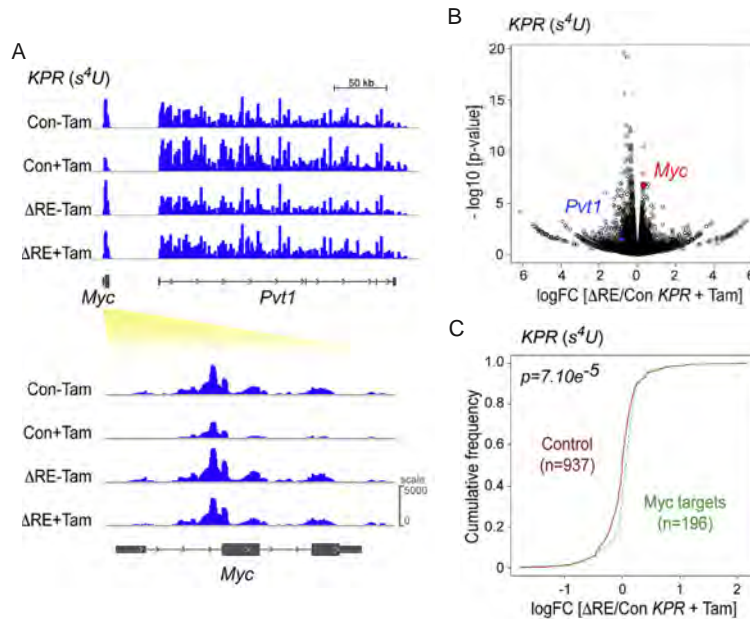 A
KPR (s⁴U)
50 kb
Con-Tam
Con+Tam
ΔRE-Tam
ΔRE+Tam
Myc
Pvt1
Con-Tam
Con+Tam
ΔRE-Tam
ΔRE+Tam
scale
5000
0
Myc
B
KPR (s⁴U)
- log10 [p-value]
20
15
10
5
0
Myc
Pvt1
6 4 2 0 2 4 6
logFC [ΔRE/Con KPR + Tam]
C
KPR (s⁴U)
p=7.10e⁻⁵
Cumulative frequency
1.0
0.8
0.6
0.4
0.2
0
Control
(n=937)
Myc targets
(n=196)
-1 0 1 2
logFC [ΔRE/Con KPR + Tam]